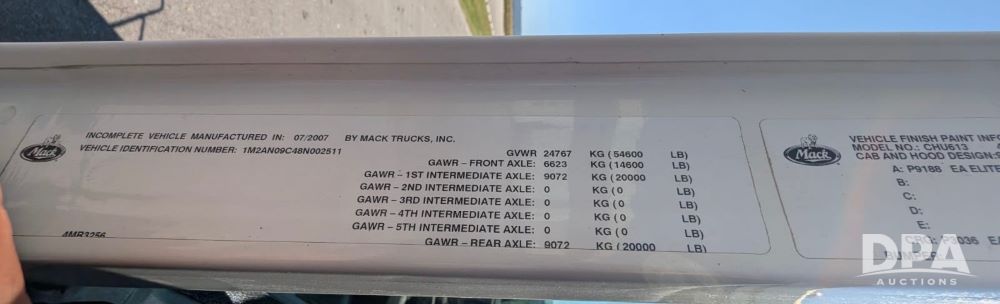 Mack
INCOMPLETE VEHICLE MANUFACTURED IN: 07/2007 BY MACK TRUCKS, INC.
VEHICLE IDENTIFICATION NUMBER: 1M2AN09C48N002511
GVWR 24767 KG (54600 LB)
GAWR – FRONT AXLE: 6623 KG (14600 LB)
GAWR – 1ST INTERMEDIATE AXLE: 9072 KG (20000 LB)
GAWR – 2ND INTERMEDIATE AXLE: 0 KG (0 LB)
GAWR – 3RD INTERMEDIATE AXLE: 0 KG (0 LB)
GAWR – 4TH INTERMEDIATE AXLE: 0 KG (0 LB)
GAWR – 5TH INTERMEDIATE AXLE: 0 KG (0 LB)
GAWR – REAR AXLE: 9072 KG (20000 LB)
4MR3256
Mack
VEHICLE FINISH PAINT INF
MODEL NO.: CHU613
CAB AND HOOD DESIGN:
A: P9188 EA ELITE
B:
C:
D:
E:
P3036
BUMPER
DPA
AUCTIONS